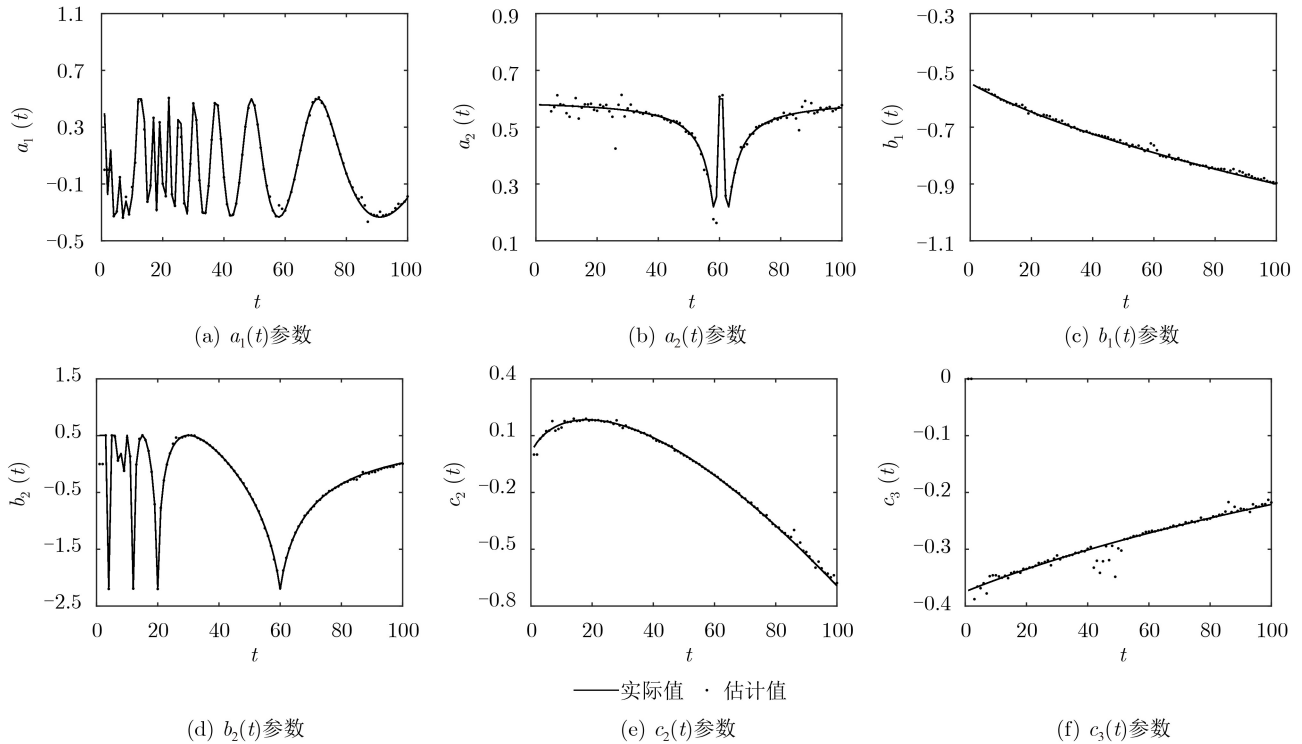 1.1
0.7
0.3
−0.1
−0.5
a1 (t)
0 20 40 60 80 100
t
(a) a1(t)参数
0.9
0.7
0.5
0.3
0.1
a2 (t)
0 20 40 60 80 100
t
(b) a2(t)参数
−0.3
−0.5
−0.7
−0.9
−1.1
b1 (t)
0 20 40 60 80 100
t
(c) b1(t)参数
1.5
0.5
−0.5
−1.5
−2.5
b2 (t)
0 20 40 60 80 100
t
0.4
0.1
−0.2
−0.5
−0.8
c2 (t)
0 20 40 60 80 100
t
0
−0.1
−0.2
−0.3
−0.4
c3 (t)
0 20 40 60 80 100
t
实际值 估计值
(d) b2(t)参数
(e) c2(t)参数
(f) c3(t)参数